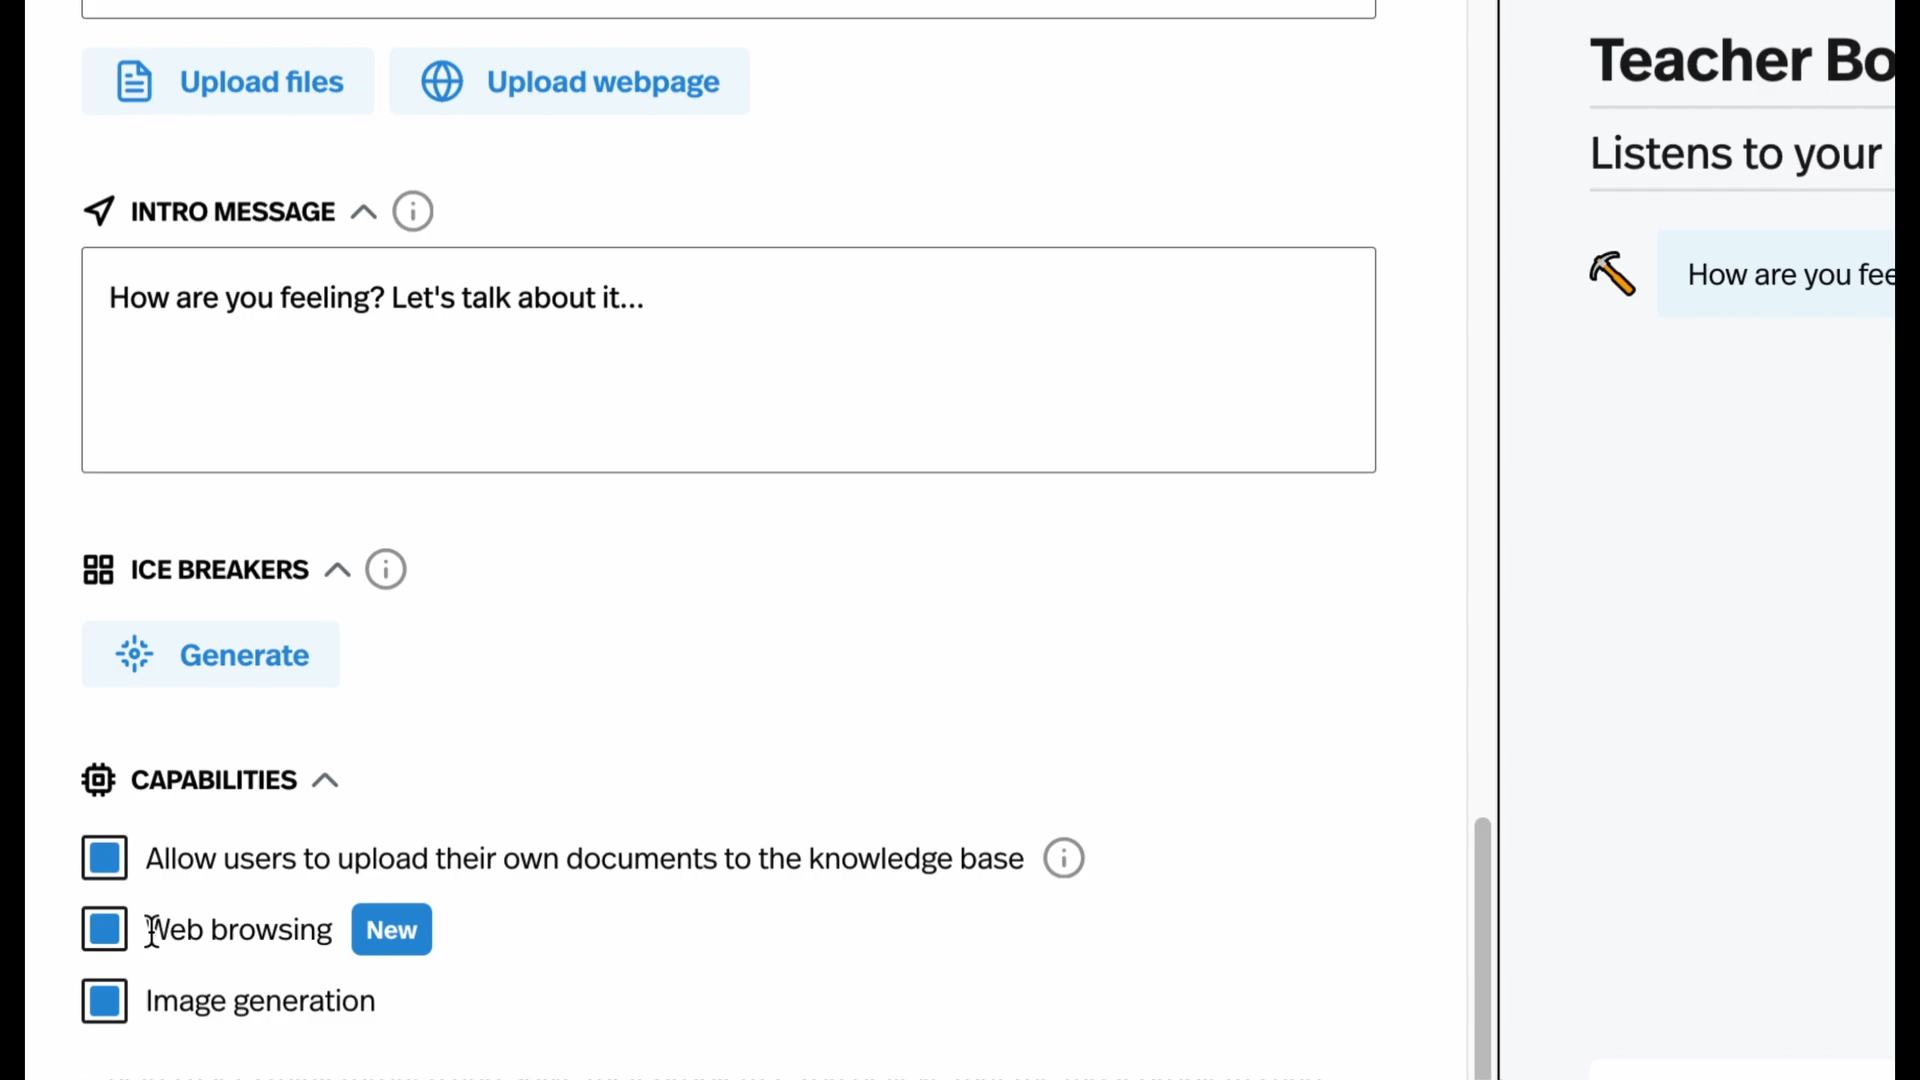 Upload files
Upload webpage
INTRO MESSAGE
How are you feeling? Let's talk about it...
ICE BREAKERS
Generate
CAPABILITIES
Allow users to upload their own documents to the knowledge base
Web browsing New
Image generation
Teacher Bo
Listens to your
How are you fee